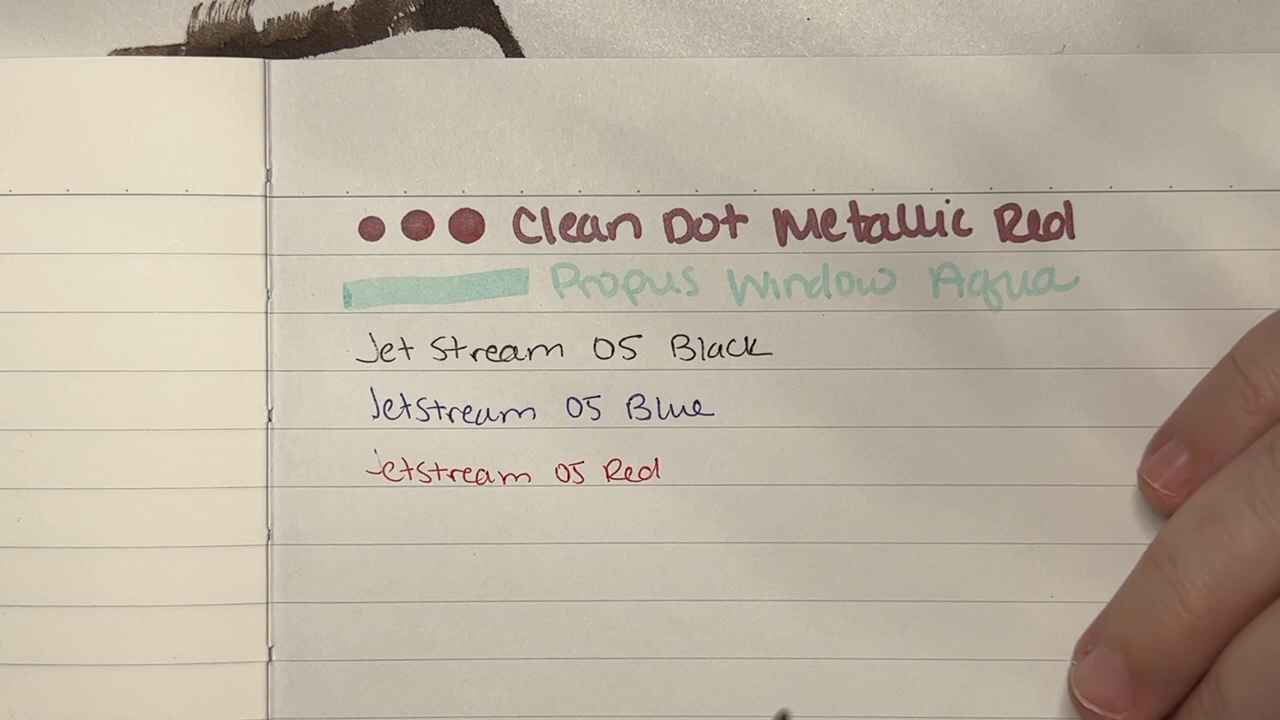 Clean Dot Metallic Red
Propus Window Aqua
Jet Stream 05 Black
Jetstream 05 Blue
Jetstream 05 Red